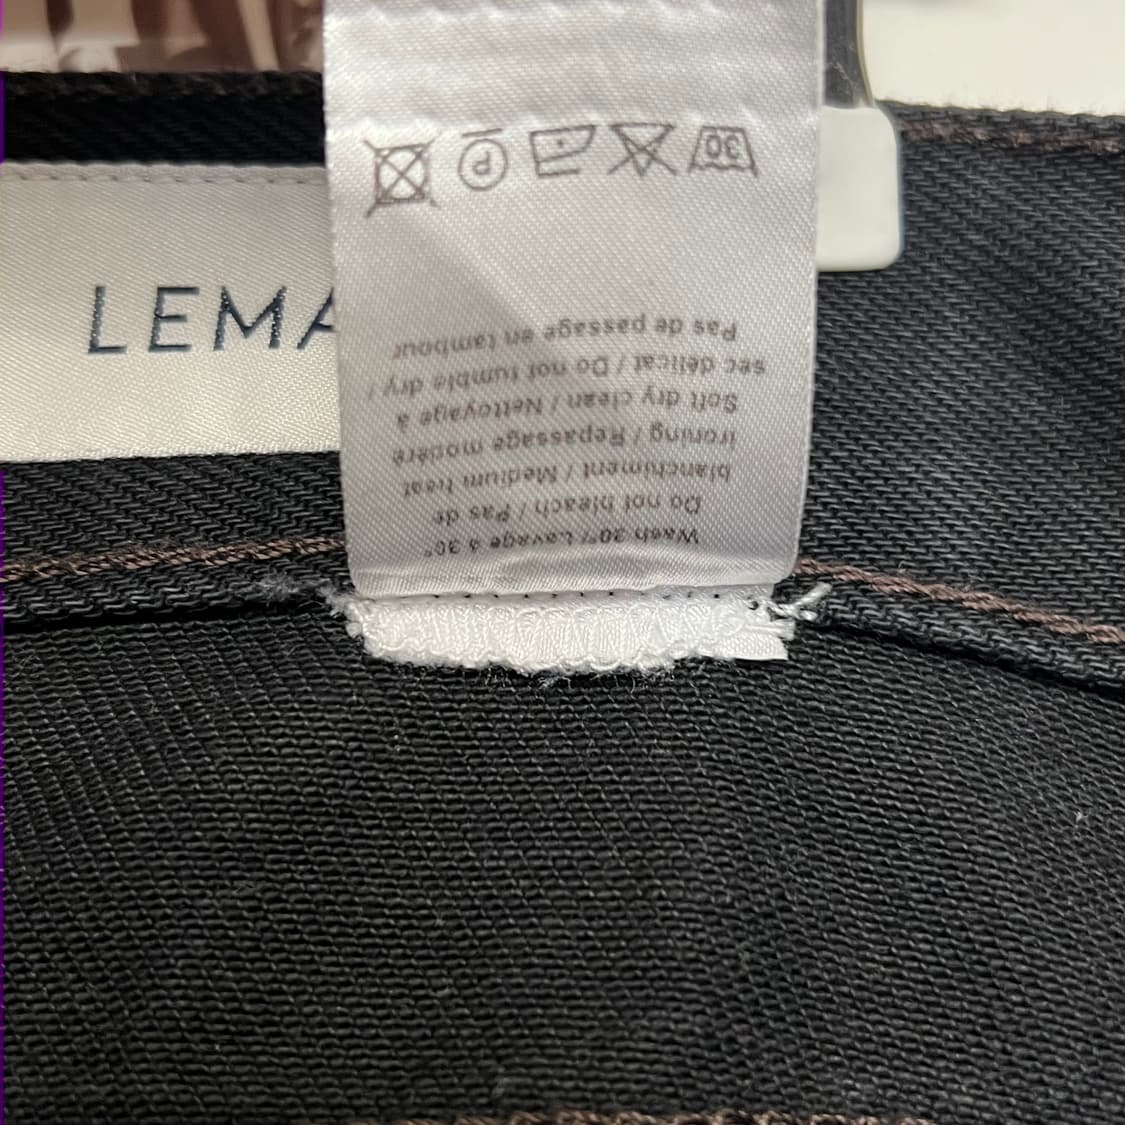 LEMA
Wash 30°/ Lavage à 30°
Do not bleach / Pas de
blanchiment / Medium heat
ironing / Repassage modéré
Soft dry clean / Nettoyage à
sec délicat / Do not tumble dry /
Pas de passage en tambour
30 P